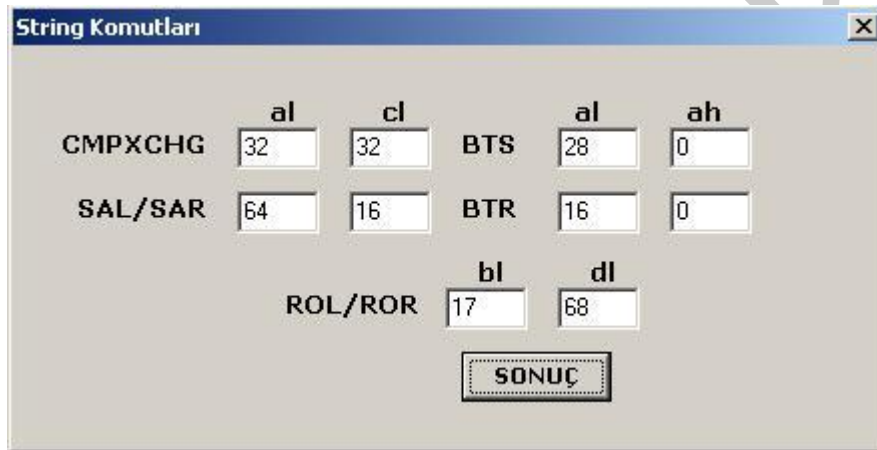 String Komutları
al cl al ah
CMPXCHG 32 32 BTS 28 0
SAL/SAR 64 16 BTR 16 0
bl dl
ROL/ROR 17 68
SONUÇ